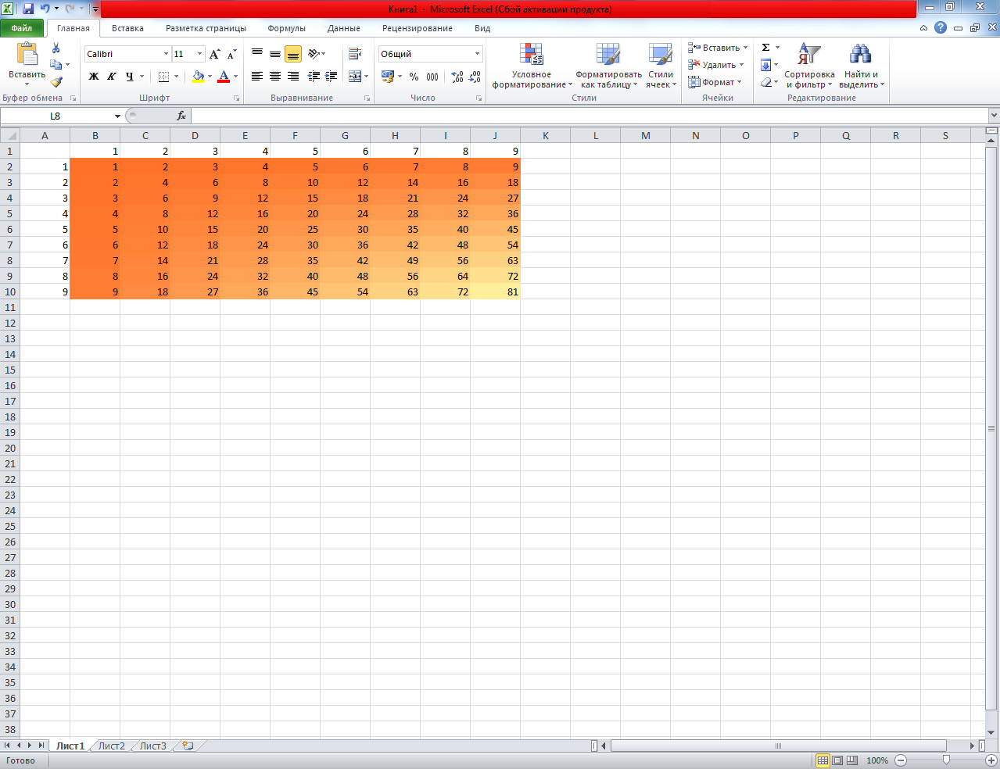 Книга1 - Microsoft Excel (Сбой активации продукта)
Файл Главная Вставка Разметка страницы Формулы Данные Рецензирование Вид
Вставить
Буфер обмена
Calibri 11
Ж К Ч
Шрифт
Выравнивание
Общий
% 000
Число
Условное форматирование
Форматировать как таблицу
Стили ячеек
Стили
Вставить
Удалить
Формат
Ячейки
Σ
Сортировка и фильтр
Найти и выделить
Редактирование
L8 fx
A B C D E F G H I J K L M N O P Q R S
1 1 2 3 4 5 6 7 8 9
2 1 1 2 3 4 5 6 7 8 9
3 2 2 4 6 8 10 12 14 16 18
4 3 3 6 9 12 15 18 21 24 27
5 4 4 8 12 16 20 24 28 32 36
6 5 5 10 15 20 25 30 35 40 45
7 6 6 12 18 24 30 36 42 48 54
8 7 7 14 21 28 35 42 49 56 63
9 8 8 16 24 32 40 48 56 64 72
10 9 9 18 27 36 45 54 63 72 81
11
12
13
14
15
16
17
18
19
20
21
22
23
24
25
26
27
28
29
30
31
32
33
34
35
36
37
38
Лист1 Лист2 Лист3
Готово 100%